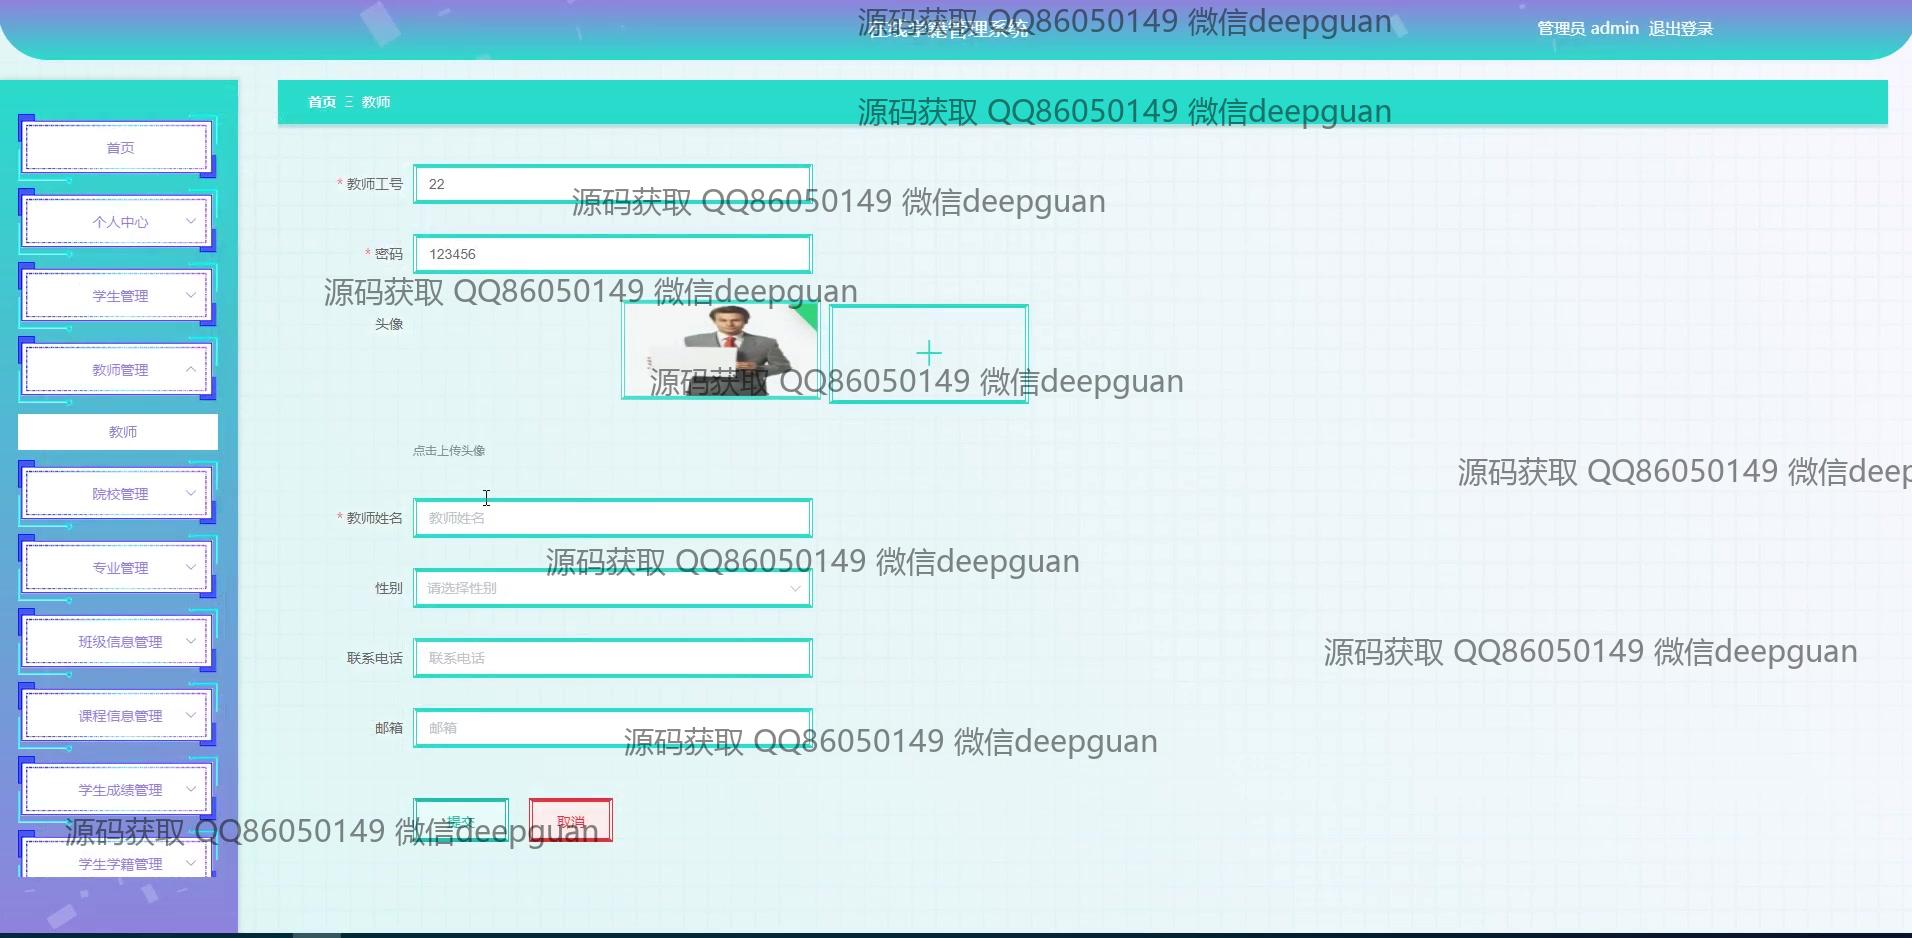 在线学籍管理系统
源码获取 QQ86050149 微信deepguan
管理员 admin 退出登录
首页 教师
源码获取 QQ86050149 微信deepguan
首页
个人中心
学生管理
教师管理
教师
院校管理
专业管理
班级信息管理
课程信息管理
学生成绩管理
学生学籍管理
* 教师工号 22
源码获取 QQ86050149 微信deepguan
* 密码 123456
源码获取 QQ86050149 微信deepguan
头像
源码获取 QQ86050149 微信deepguan
点击上传头像
源码获取 QQ86050149 微信deep
* 教师姓名 教师姓名
源码获取 QQ86050149 微信deepguan
性别 请选择性别
源码获取 QQ86050149 微信deepguan
联系电话 联系电话
邮箱 邮箱
源码获取 QQ86050149 微信deepguan
提交 取消
源码获取 QQ86050149 微信deepguan